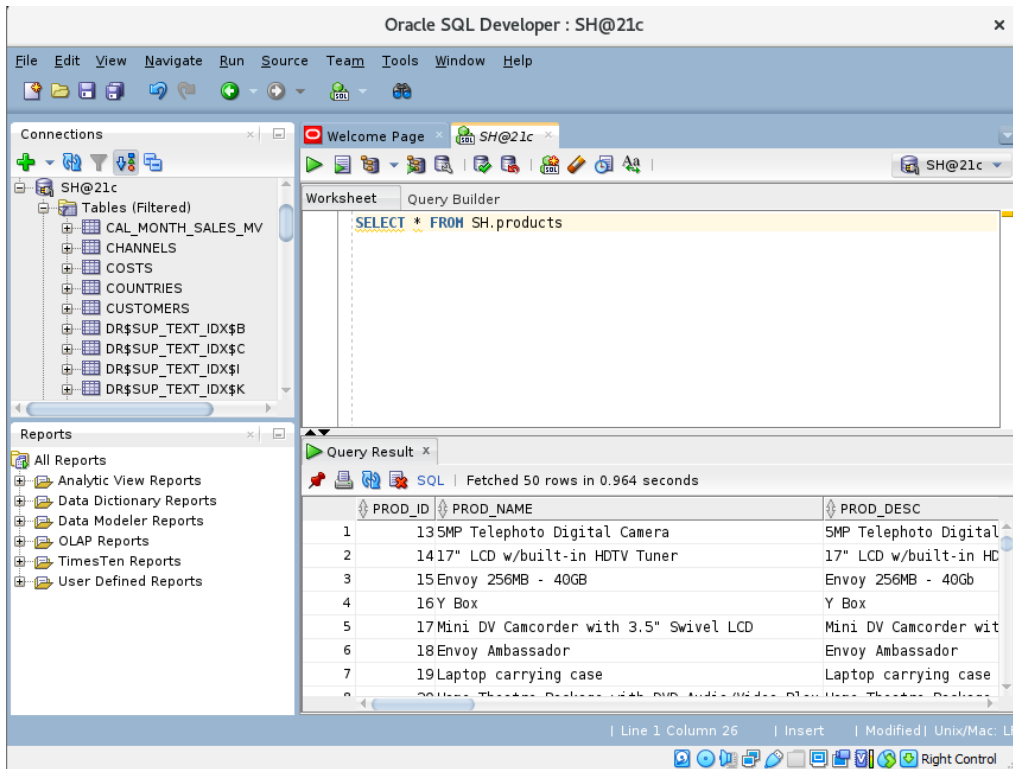 Oracle SQL Developer : SH@21c
File Edit View Navigate Run Source Team Tools Window Help
Connections
SH@21c
Tables (Filtered)
CAL_MONTH_SALES_MV
CHANNELS
COSTS
COUNTRIES
CUSTOMERS
DR$SUP_TEXT_IDX$B
DR$SUP_TEXT_IDX$C
DR$SUP_TEXT_IDX$I
DR$SUP_TEXT_IDX$K
Reports
All Reports
Analytic View Reports
Data Dictionary Reports
Data Modeler Reports
OLAP Reports
TimesTen Reports
User Defined Reports
Welcome Page SH@21c
SH@21c
Worksheet Query Builder
SELECT * FROM SH.products
Query Result
SQL | Fetched 50 rows in 0.964 seconds
PROD_ID PROD_NAME PROD_DESC
1 13 5MP Telephoto Digital Camera 5MP Telephoto Digital
2 14 17" LCD w/built-in HDTV Tuner 17" LCD w/built-in HD
3 15 Envoy 256MB - 40GB Envoy 256MB - 40Gb
4 16 Y Box Y Box
5 17 Mini DV Camcorder with 3.5" Swivel LCD Mini DV Camcorder wit
6 18 Envoy Ambassador Envoy Ambassador
7 19 Laptop carrying case Laptop carrying case
| Line 1 Column 26 | Insert | Modified | Unix/Mac:
Right Control